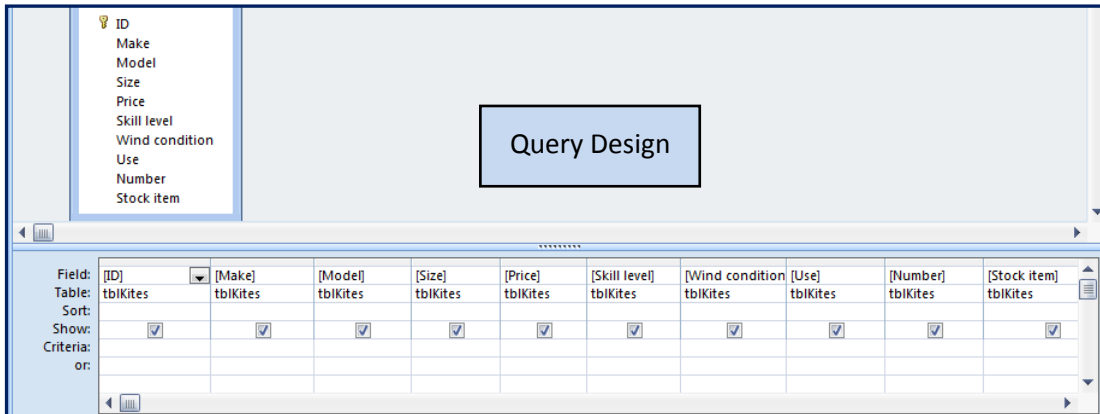 ID
Make
Model
Size
Price
Skill level
Wind condition
Use
Number
Stock item
Query Design
Field: [ID] [Make] [Model] [Size] [Price] [Skill level] [Wind condition [Use] [Number] [Stock item]
Table: tblKites tblKites tblKites tblKites tblKites tblKites tblKites tblKites tblKites tblKites
Sort:
Show:
Criteria:
or: